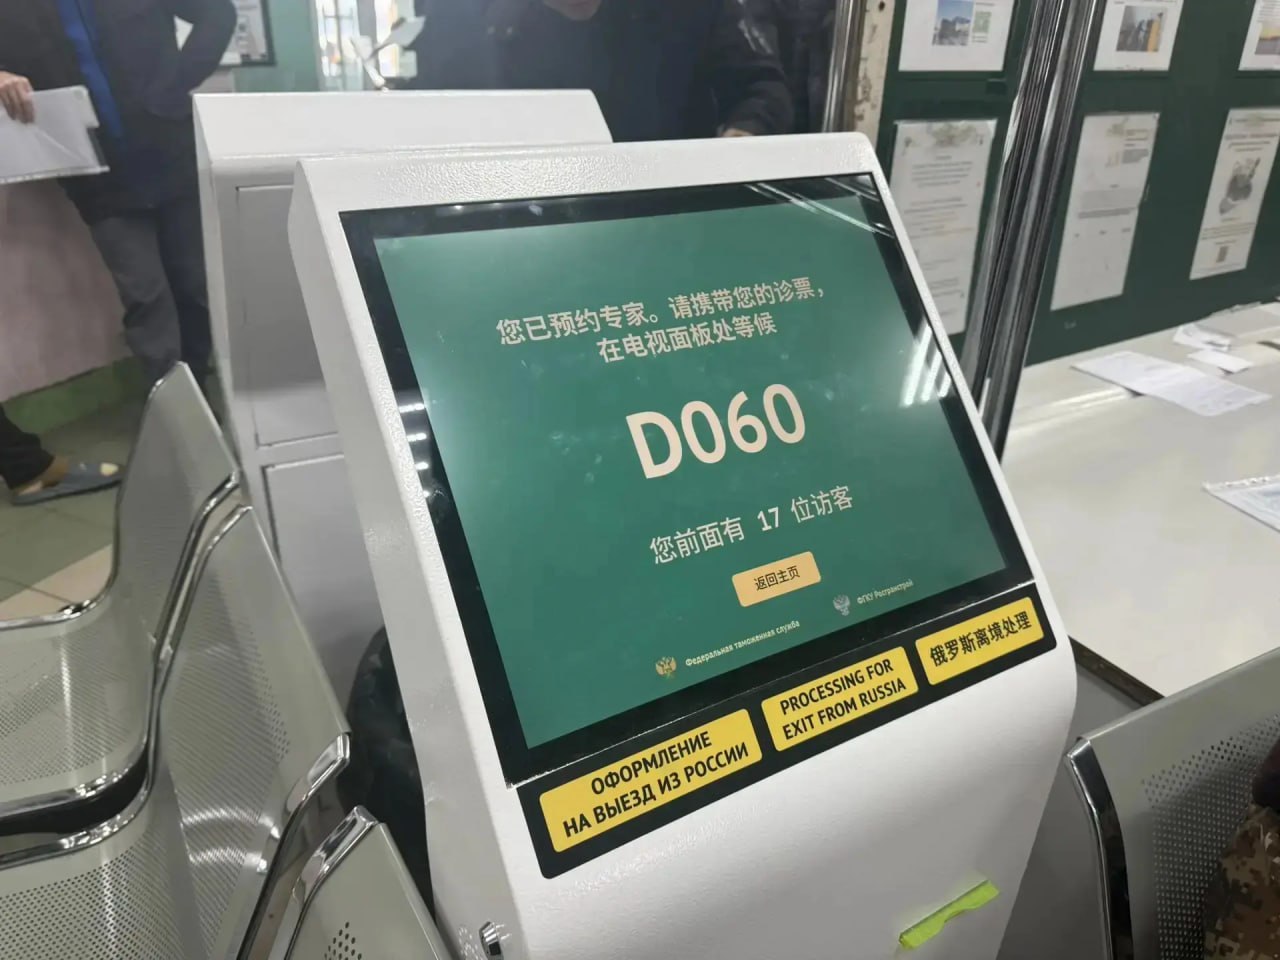 您已预约专家。请携带您的诊票，
在电视面板处等候
D060
您前面有 17 位访客
返回主页
Федеральная таможенная служба
ФГКУ Росгранстрой
ОФОРМЛЕНИЕ
НА ВЫЕЗД ИЗ РОССИИ
PROCESSING FOR
EXIT FROM RUSSIA
俄罗斯离境处理